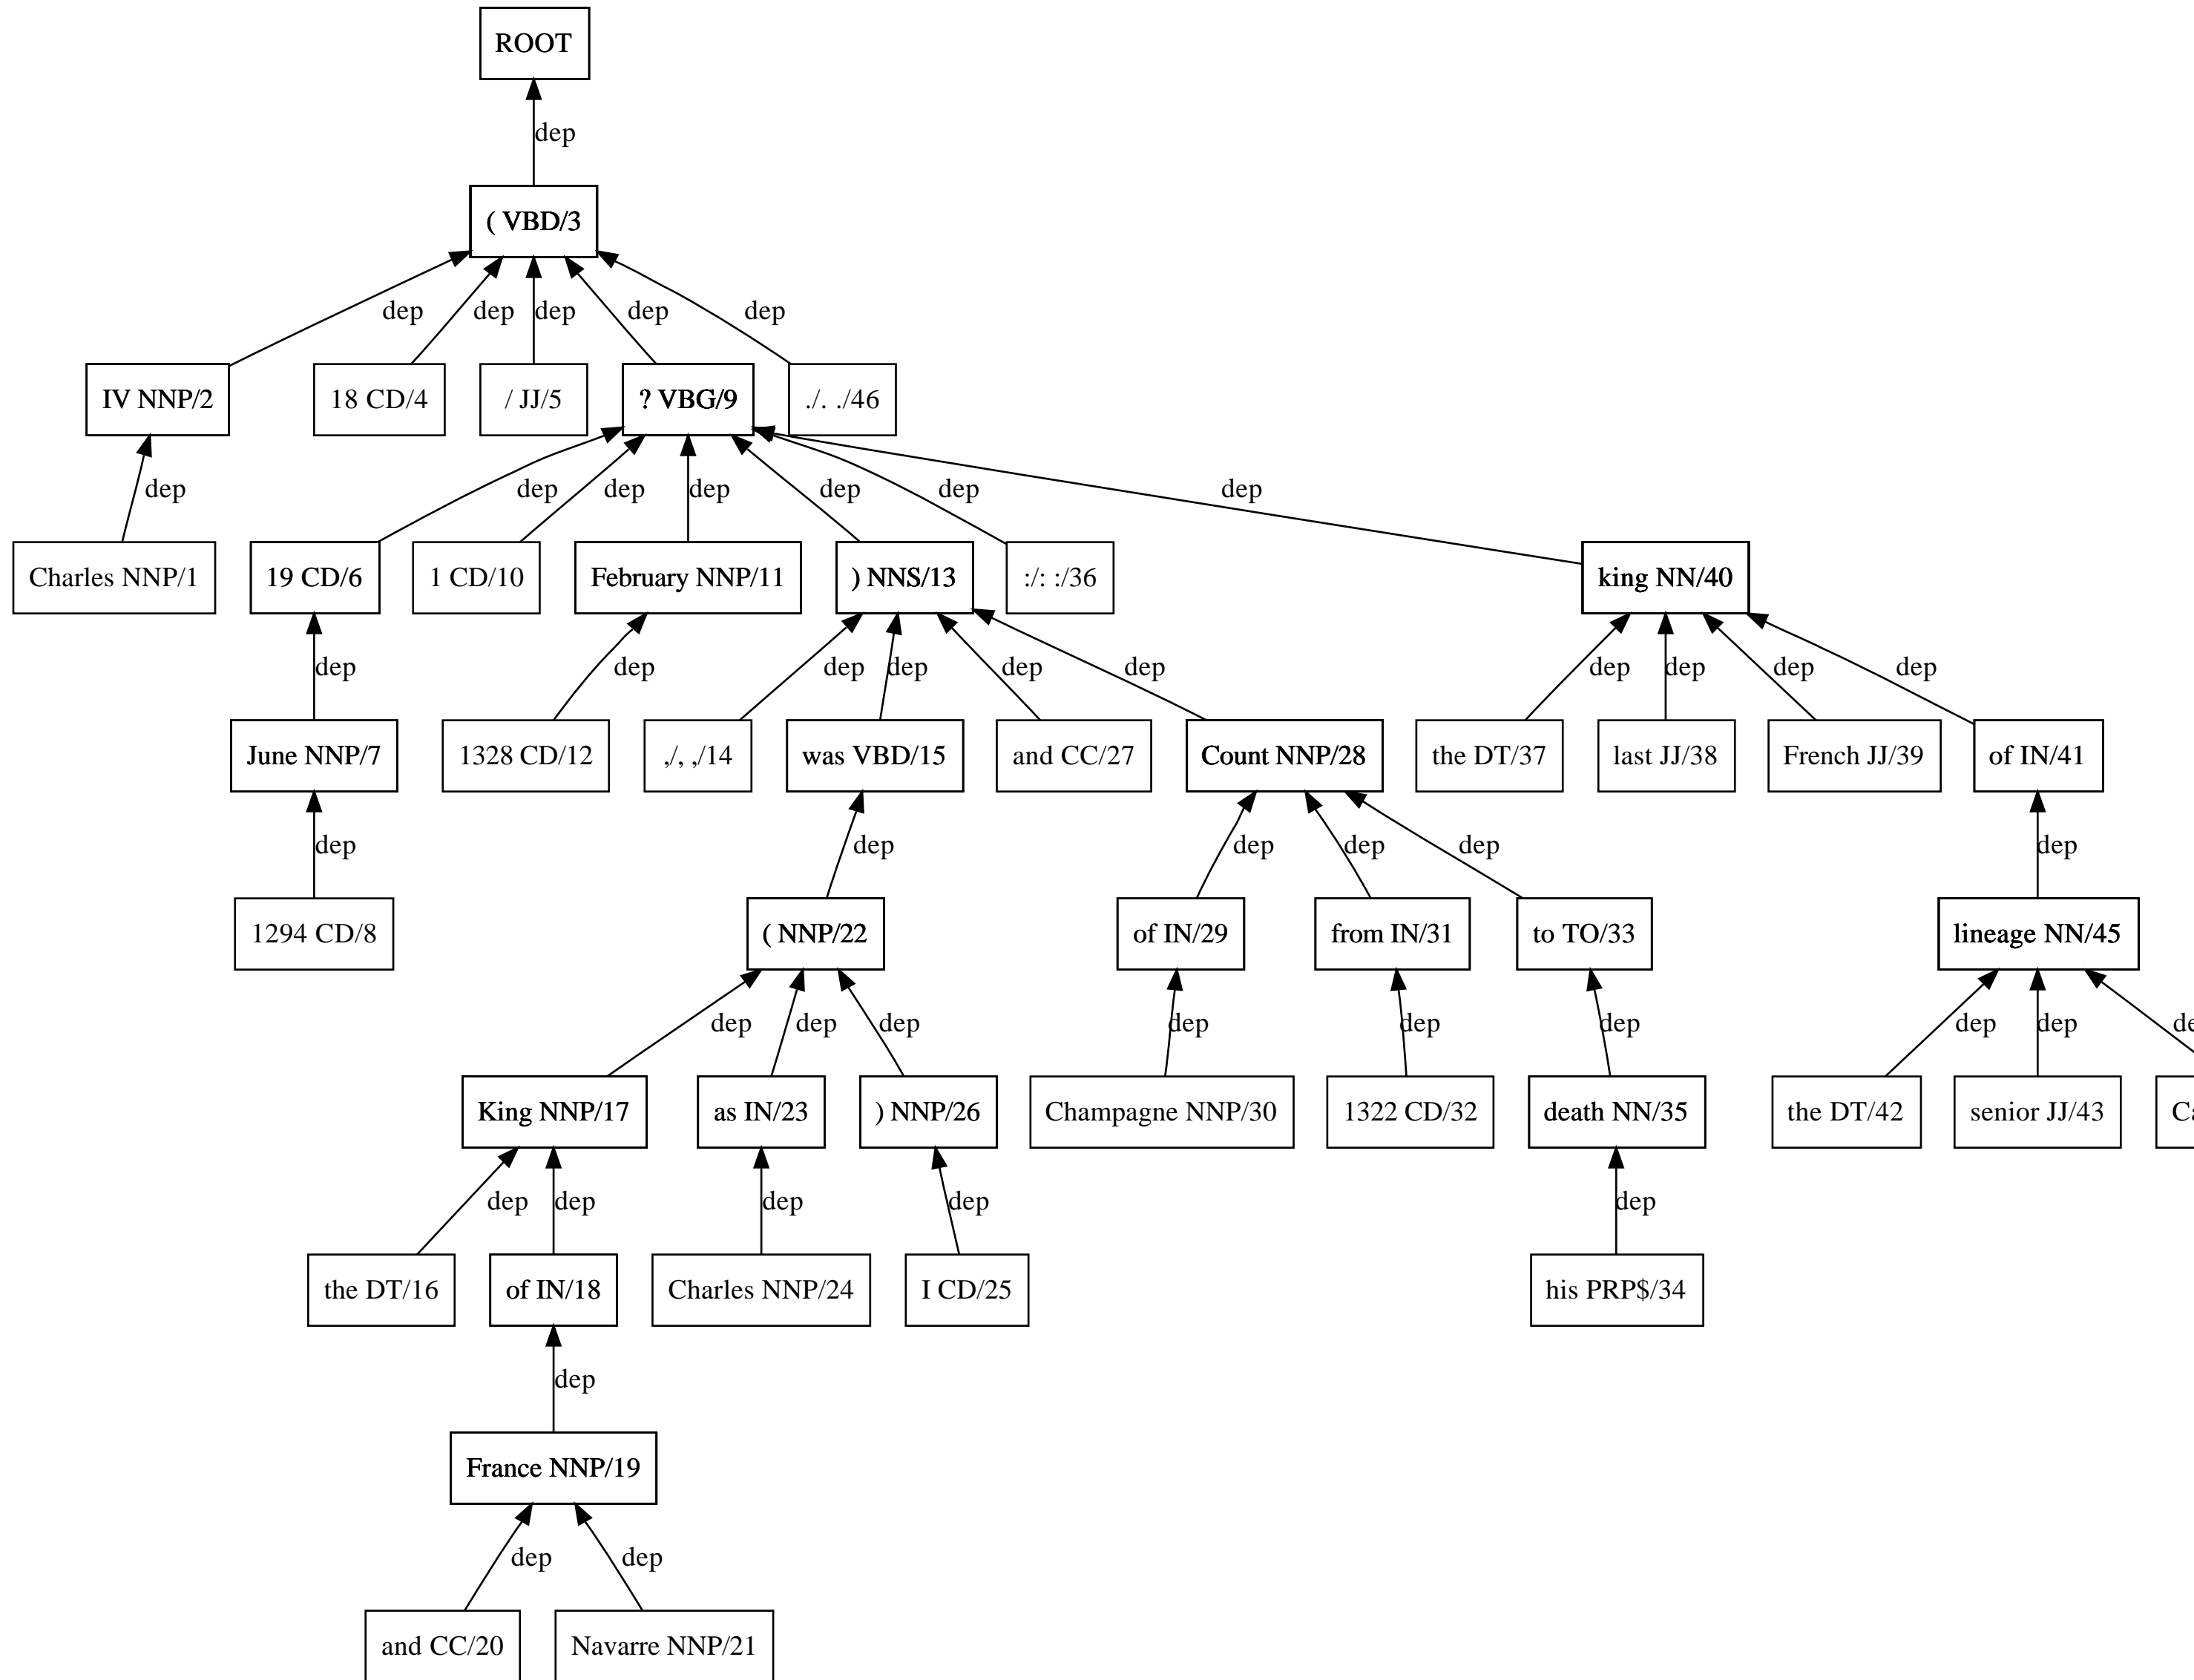 ROOT
dep
( VBD/3
dep dep dep dep dep
IV NNP/2 18 CD/4 / JJ/5 ? VBG/9 ./. ./46
dep dep dep dep dep dep dep
Charles NNP/1 19 CD/6 1 CD/10 February NNP/11 ) NNS/13 :/: :/36 king NN/40
dep dep dep dep dep dep dep dep dep dep
June NNP/7 1328 CD/12 ,/, ,/14 was VBD/15 and CC/27 Count NNP/28 the DT/37 last JJ/38 French JJ/39 of IN/41
dep dep dep dep dep dep
1294 CD/8 ( NNP/22 of IN/29 from IN/31 to TO/33 lineage NN/45
dep dep dep dep dep dep dep dep
King NNP/17 as IN/23 ) NNP/26 Champagne NNP/30 1322 CD/32 death NN/35 the DT/42 senior JJ/43
dep dep dep dep dep
the DT/16 of IN/18 Charles NNP/24 I CD/25 his PRP$/34
dep
France NNP/19
dep dep
and CC/20 Navarre NNP/21